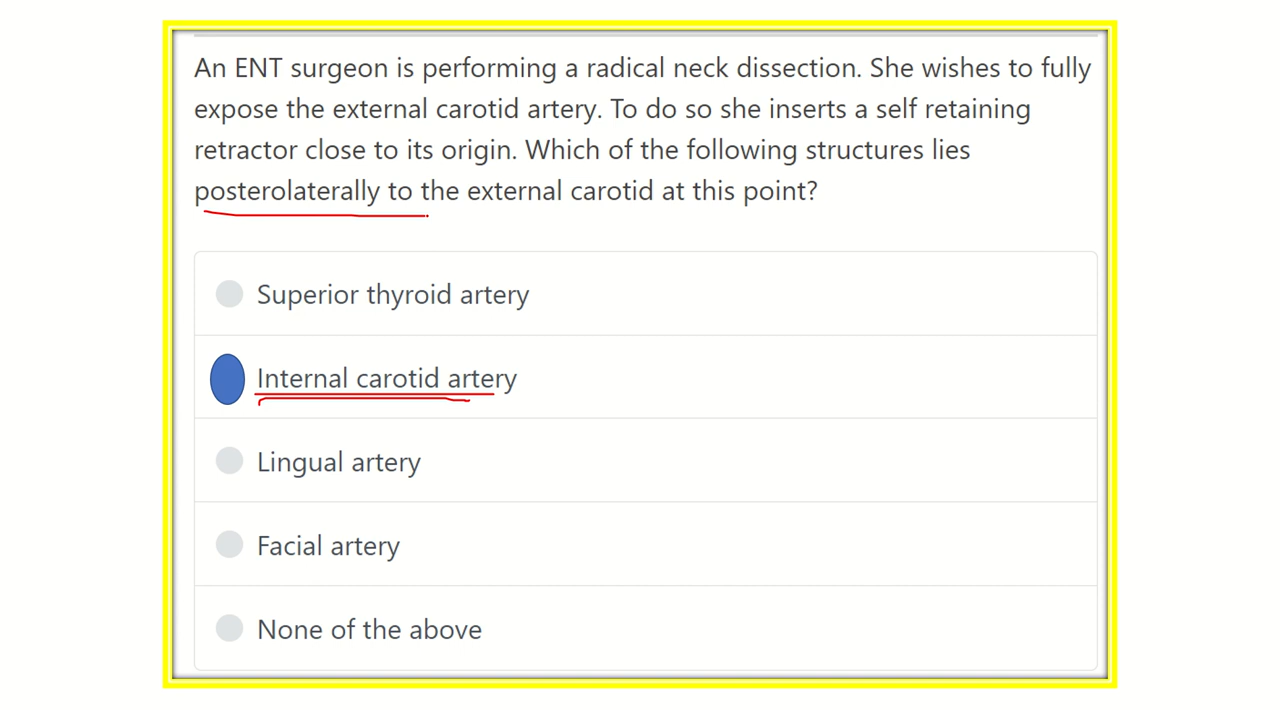 An ENT surgeon is performing a radical neck dissection. She wishes to fully
expose the external carotid artery. To do so she inserts a self retaining
retractor close to its origin. Which of the following structures lies
posterolaterally to the external carotid at this point?
Superior thyroid artery
Internal carotid artery
Lingual artery
Facial artery
None of the above